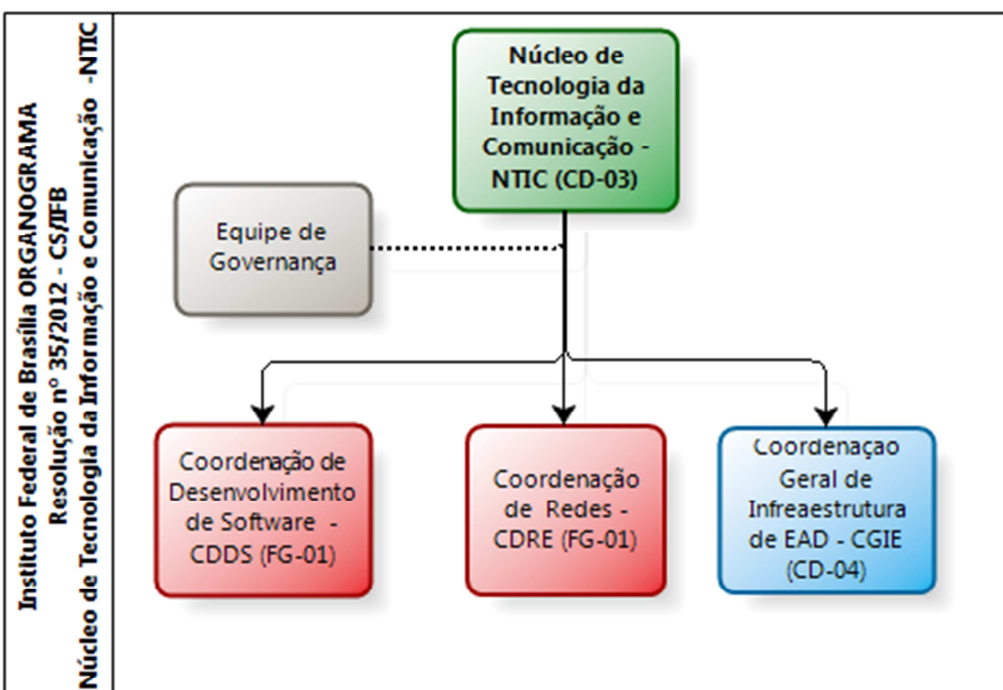 Instituto Federal de Brasília ORGANOGRAMA
Resolução nº 35/2012 - CS/IFB
Núcleo de Tecnologia da Informação e Comunicação -NTIC
Núcleo de
Tecnologia da
Informação e
Comunicação -
NTIC (CD-03)
Equipe de
Governança
Coordenação de
Desenvolvimento
de Software -
CDDS (FG-01)
Coordenação
de Redes -
CDRE (FG-01)
Coordenação
Geral de
Infreaestrutura
de EAD - CGIE
(CD-04)